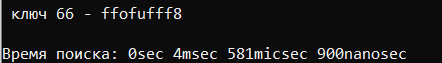 ключ 66 - ffofufff8
Время поиска: 0sec 4msec 581micsec 900nanosec